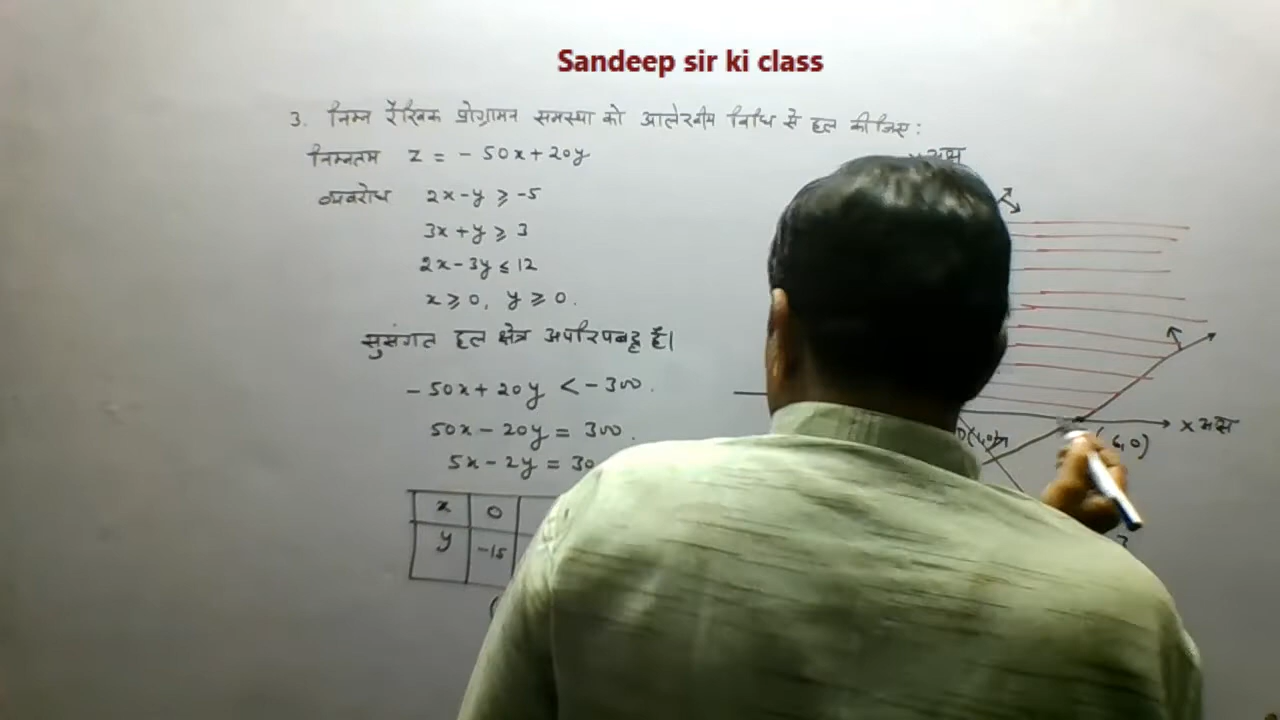 Sandeep sir ki class
3. निम्न रैखिक प्रोग्रामन समस्या को आलेखीय विधि से हल कीजिए :
निम्नतम z = - 50x + 20y
व्यवरोध 2x - y ≥ -5
3x + y ≥ 3
2x - 3y ≤ 12
x ≥ 0, y ≥ 0.
सुसंगत हल क्षेत्र अपरिबद्ध है।
- 50x + 20y < - 300.
50x - 20y = 300.
5x - 2y = 30
x 0
y -15
x अक्ष
(6,0)